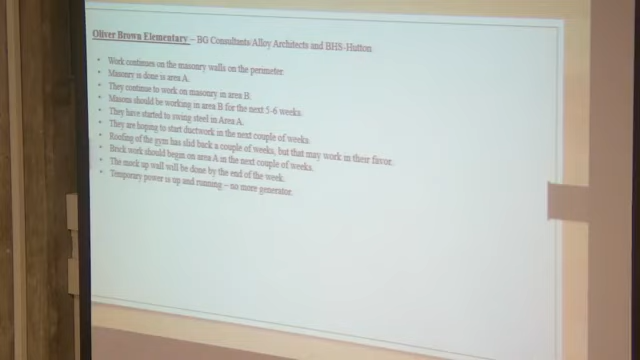 Oliver Brown Elementary – BG Consultants/Alloy Architects and BHS-Hutton
• Work continues on the masonry walls on the perimeter.
• Masonry is done is area A.
• They continue to work on masonry in area B.
• Masons should be working in area B for the next 5-6 weeks.
• They have started to swing steel in Area A.
• They are hoping to start ductwork in the next couple of weeks.
• Roofing of the gym has slid back a couple of weeks, but that may work in their favor.
• Brick work should begin on area A in the next couple of weeks.
• The mock up wall will be done by the end of the week.
• Temporary power is up and running – no more generator.